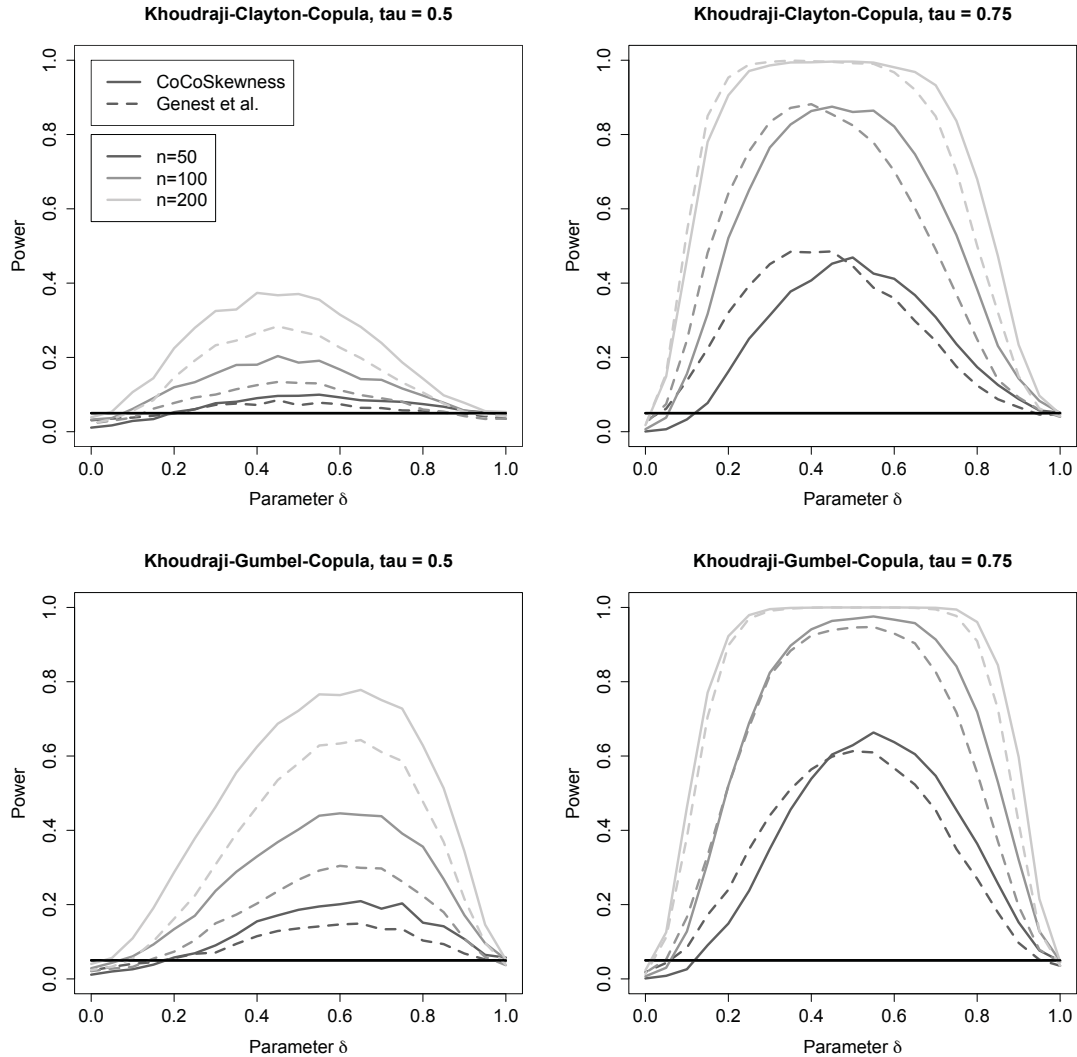 Khoudraji-Clayton-Copula, tau = 0.5
1.0
0.8
0.6
0.4
0.2
0.0
Power
CoCoSkewness
Genest et al.
n=50
n=100
n=200
0.0 0.2 0.4 0.6 0.8 1.0
Parameter δ
Khoudraji-Clayton-Copula, tau = 0.75
1.0
0.8
0.6
0.4
0.2
0.0
Power
0.0 0.2 0.4 0.6 0.8 1.0
Parameter δ
Khoudraji-Gumbel-Copula, tau = 0.5
1.0
0.8
0.6
0.4
0.2
0.0
Power
0.0 0.2 0.4 0.6 0.8 1.0
Parameter δ
Khoudraji-Gumbel-Copula, tau = 0.75
1.0
0.8
0.6
0.4
0.2
0.0
Power
0.0 0.2 0.4 0.6 0.8 1.0
Parameter δ